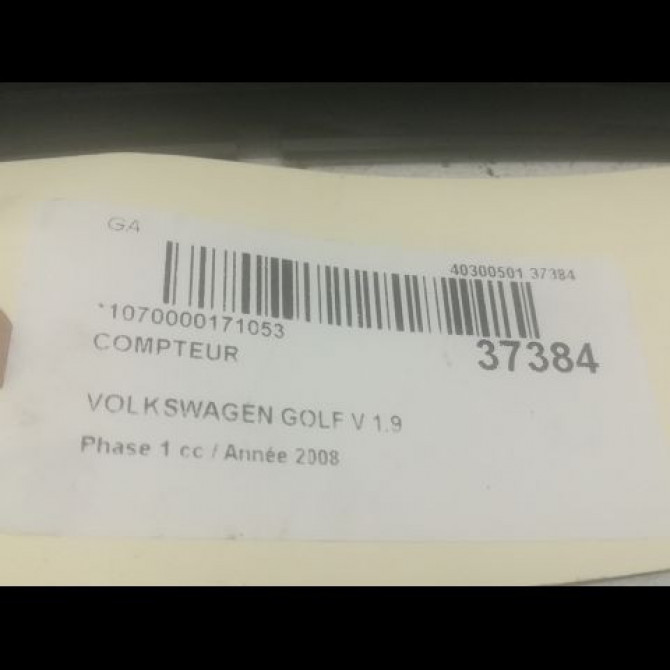 GA
40300501 37384
*1070000171053
37384
COMPTEUR
VOLKSWAGEN GOLF V 1.9
Phase 1 cc / Année 2008